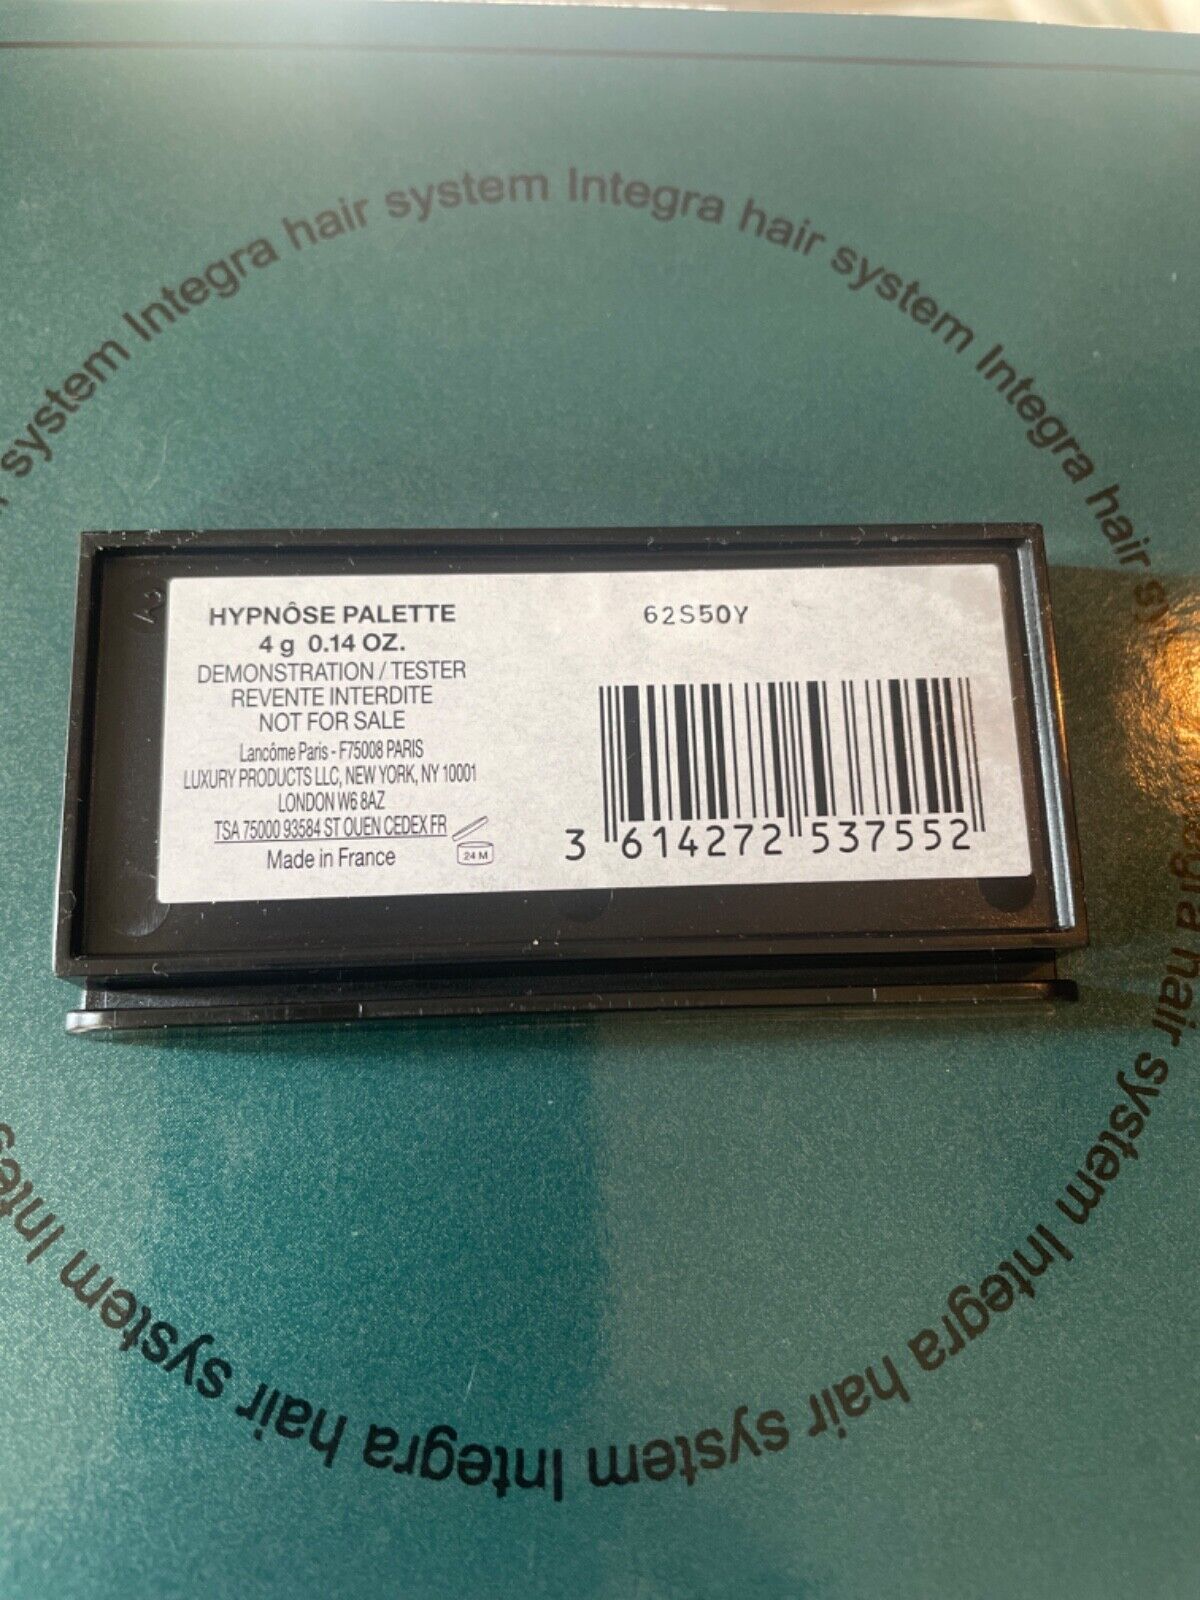 system Integra hair system Integra hair system Integra hair
HYPNÔSE PALETTE
4 g 0.14 OZ.
DEMONSTRATION / TESTER
REVENTE INTERDITE
NOT FOR SALE
Lancôme Paris - F75008 PARIS
LUXURY PRODUCTS LLC, NEW YORK, NY 10001
LONDON W6 8AZ
TSA 75000 93584 ST OUEN CEDEX FR
Made in France
24 M
62S50Y
3 614272 537552
hair system Integra hair system Integra hair system